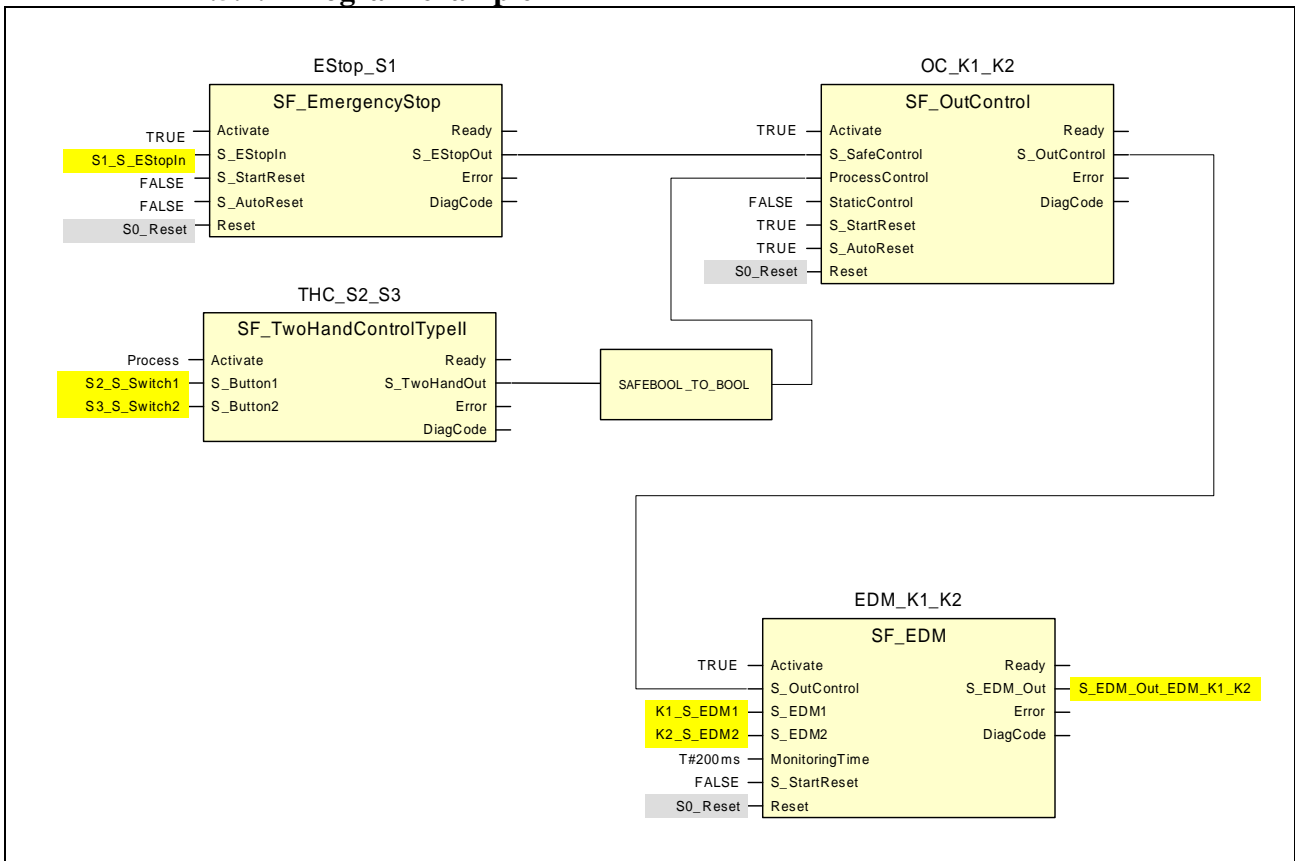 EStop_S1
SF_EmergencyStop
TRUE Activate Ready
S1_S_EStopIn S_EStopIn S_EStopOut
FALSE S_StartReset Error
FALSE S_AutoReset DiagCode
S0_Reset Reset
OC_K1_K2
SF_OutControl
TRUE Activate Ready
S_SafeControl S_OutControl
ProcessControl Error
FALSE StaticControl DiagCode
TRUE S_StartReset
TRUE S_AutoReset
S0_Reset Reset
THC_S2_S3
SF_TwoHandControlTypeII
Process Activate Ready
S2_S_Switch1 S_Button1 S_TwoHandOut
S3_S_Switch2 S_Button2 Error
DiagCode
SAFEBOOL_TO_BOOL
EDM_K1_K2
SF_EDM
TRUE Activate Ready
S_OutControl S_EDM_Out S_EDM_Out_EDM_K1_K2
K1_S_EDM1 S_EDM1 Error
K2_S_EDM2 S_EDM2 DiagCode
T#200ms MonitoringTime
FALSE S_StartReset
S0_Reset Reset